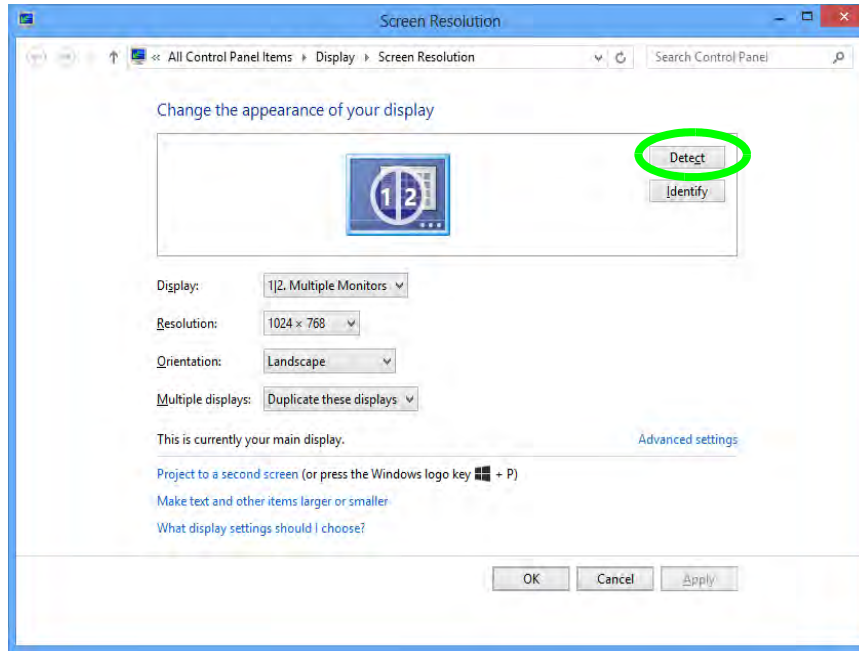 Screen Resolution
« All Control Panel Items Display Screen Resolution Search Control Panel
Change the appearance of your display
Detect
1 2
Identify
Display: 1|2. Multiple Monitors
Resolution: 1024 × 768
Orientation: Landscape
Multiple displays: Duplicate these displays
This is currently your main display. Advanced settings
Project to a second screen (or press the Windows logo key + P)
Make text and other items larger or smaller
What display settings should I choose?
OK Cancel Apply